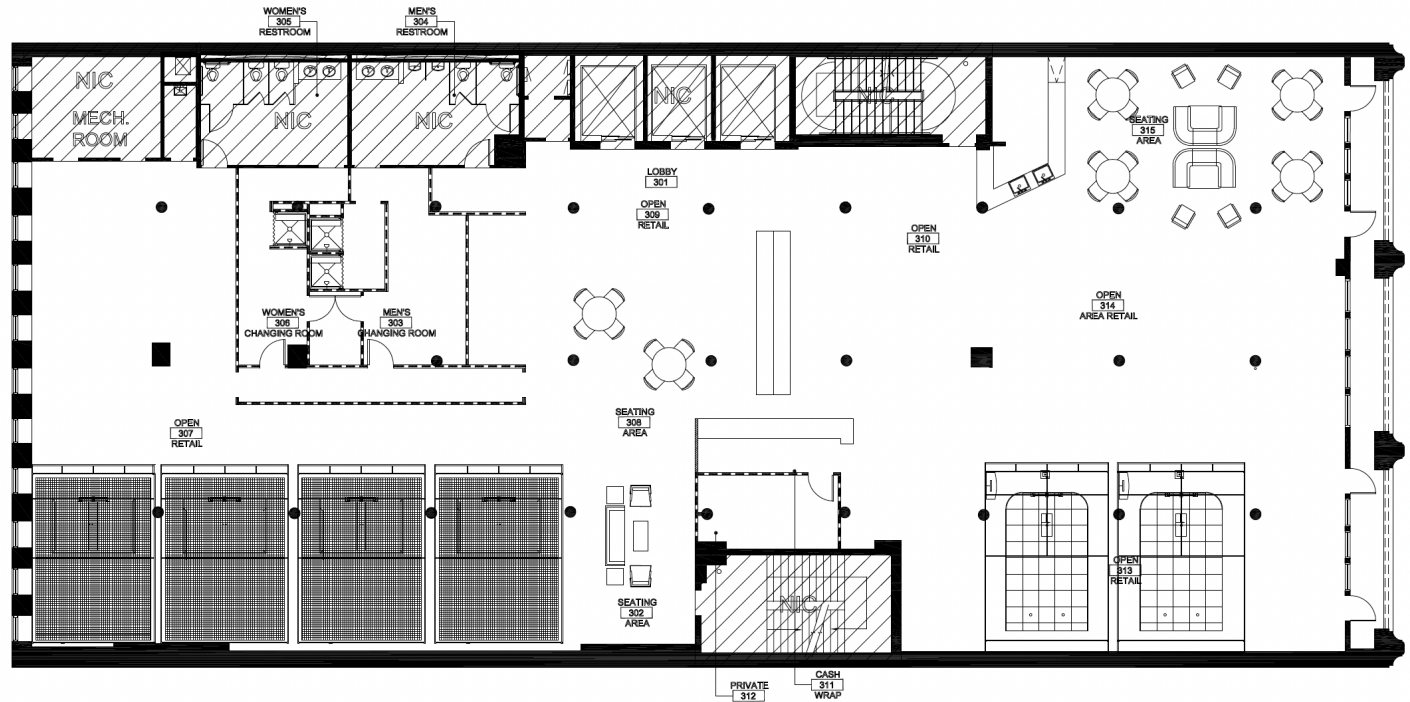 WOMEN'S
305
RESTROOM
MEN'S
304
RESTROOM
NIC
MECH.
ROOM
NIC
NIC
NIC
NIC
SEATING
315
AREA
LOBBY
301
OPEN
309
RETAIL
OPEN
310
RETAIL
OPEN
314
AREA RETAIL
WOMEN'S
306
CHANGING ROOM
MEN'S
303
CHANGING ROOM
SEATING
308
AREA
OPEN
307
RETAIL
OPEN
313
RETAIL
SEATING
302
AREA
NIC
PRIVATE
312
CASH
311
WRAP